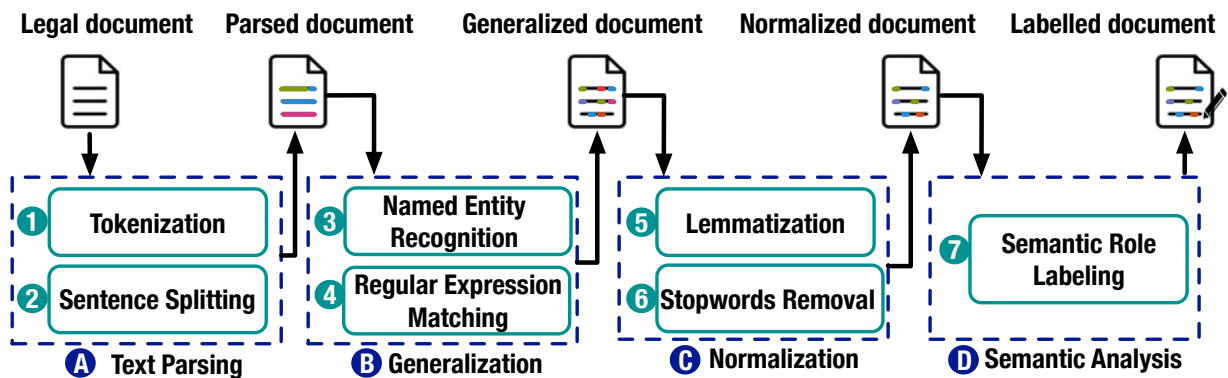 Legal document
Parsed document
Generalized document
Normalized document
Labelled document
1 Tokenization
2 Sentence Splitting
A Text Parsing
3 Named Entity
Recognition
4 Regular Expression
Matching
B Generalization
5 Lemmatization
6 Stopwords Removal
C Normalization
7 Semantic Role
Labeling
D Semantic Analysis